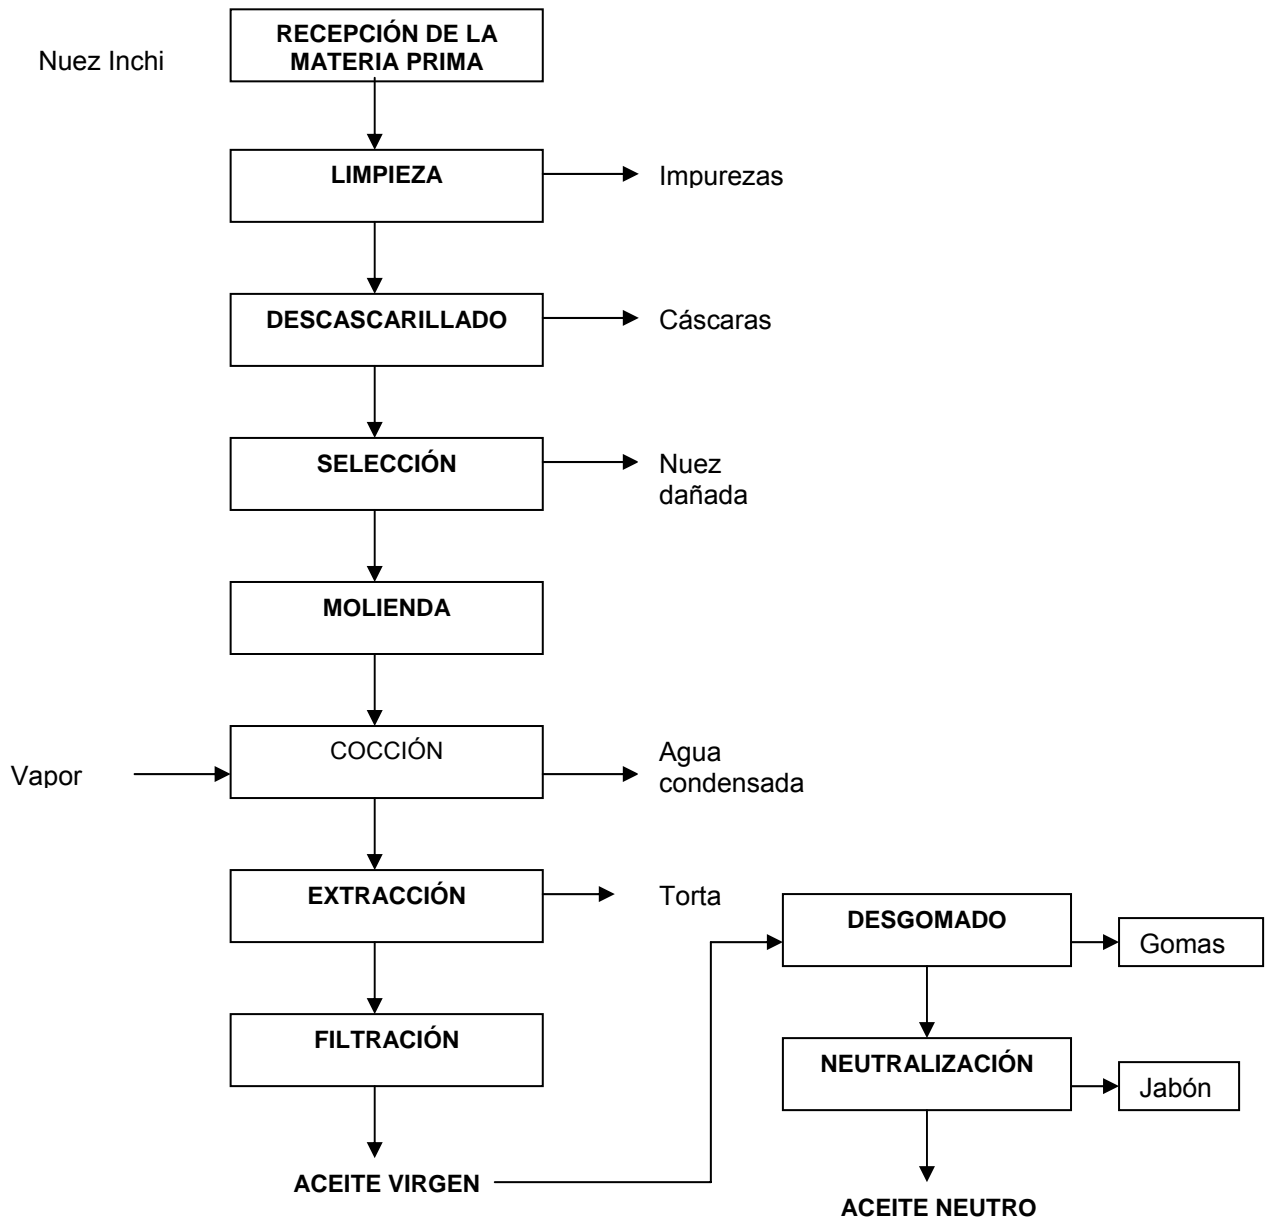 RECEPCIÓN DE LA
MATERIA PRIMA
Nuez Inchi
LIMPIEZA
Impurezas
DESCASCARILLADO
Cáscaras
SELECCIÓN
Nuez
dañada
MOLIENDA
COCCIÓN
Vapor
Agua
condensada
EXTRACCIÓN
Torta
FILTRACIÓN
ACEITE VIRGEN
DESGOMADO
Gomas
NEUTRALIZACIÓN
Jabón
ACEITE NEUTRO